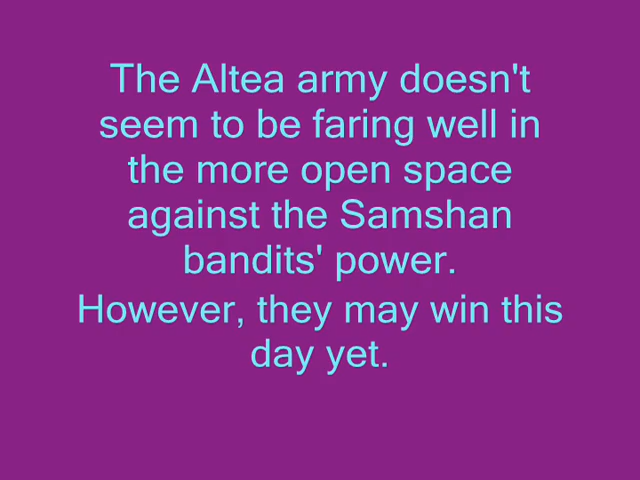 The Altea army doesn't
seem to be faring well in
the more open space
against the Samshan
bandits' power.
However, they may win this
day yet.